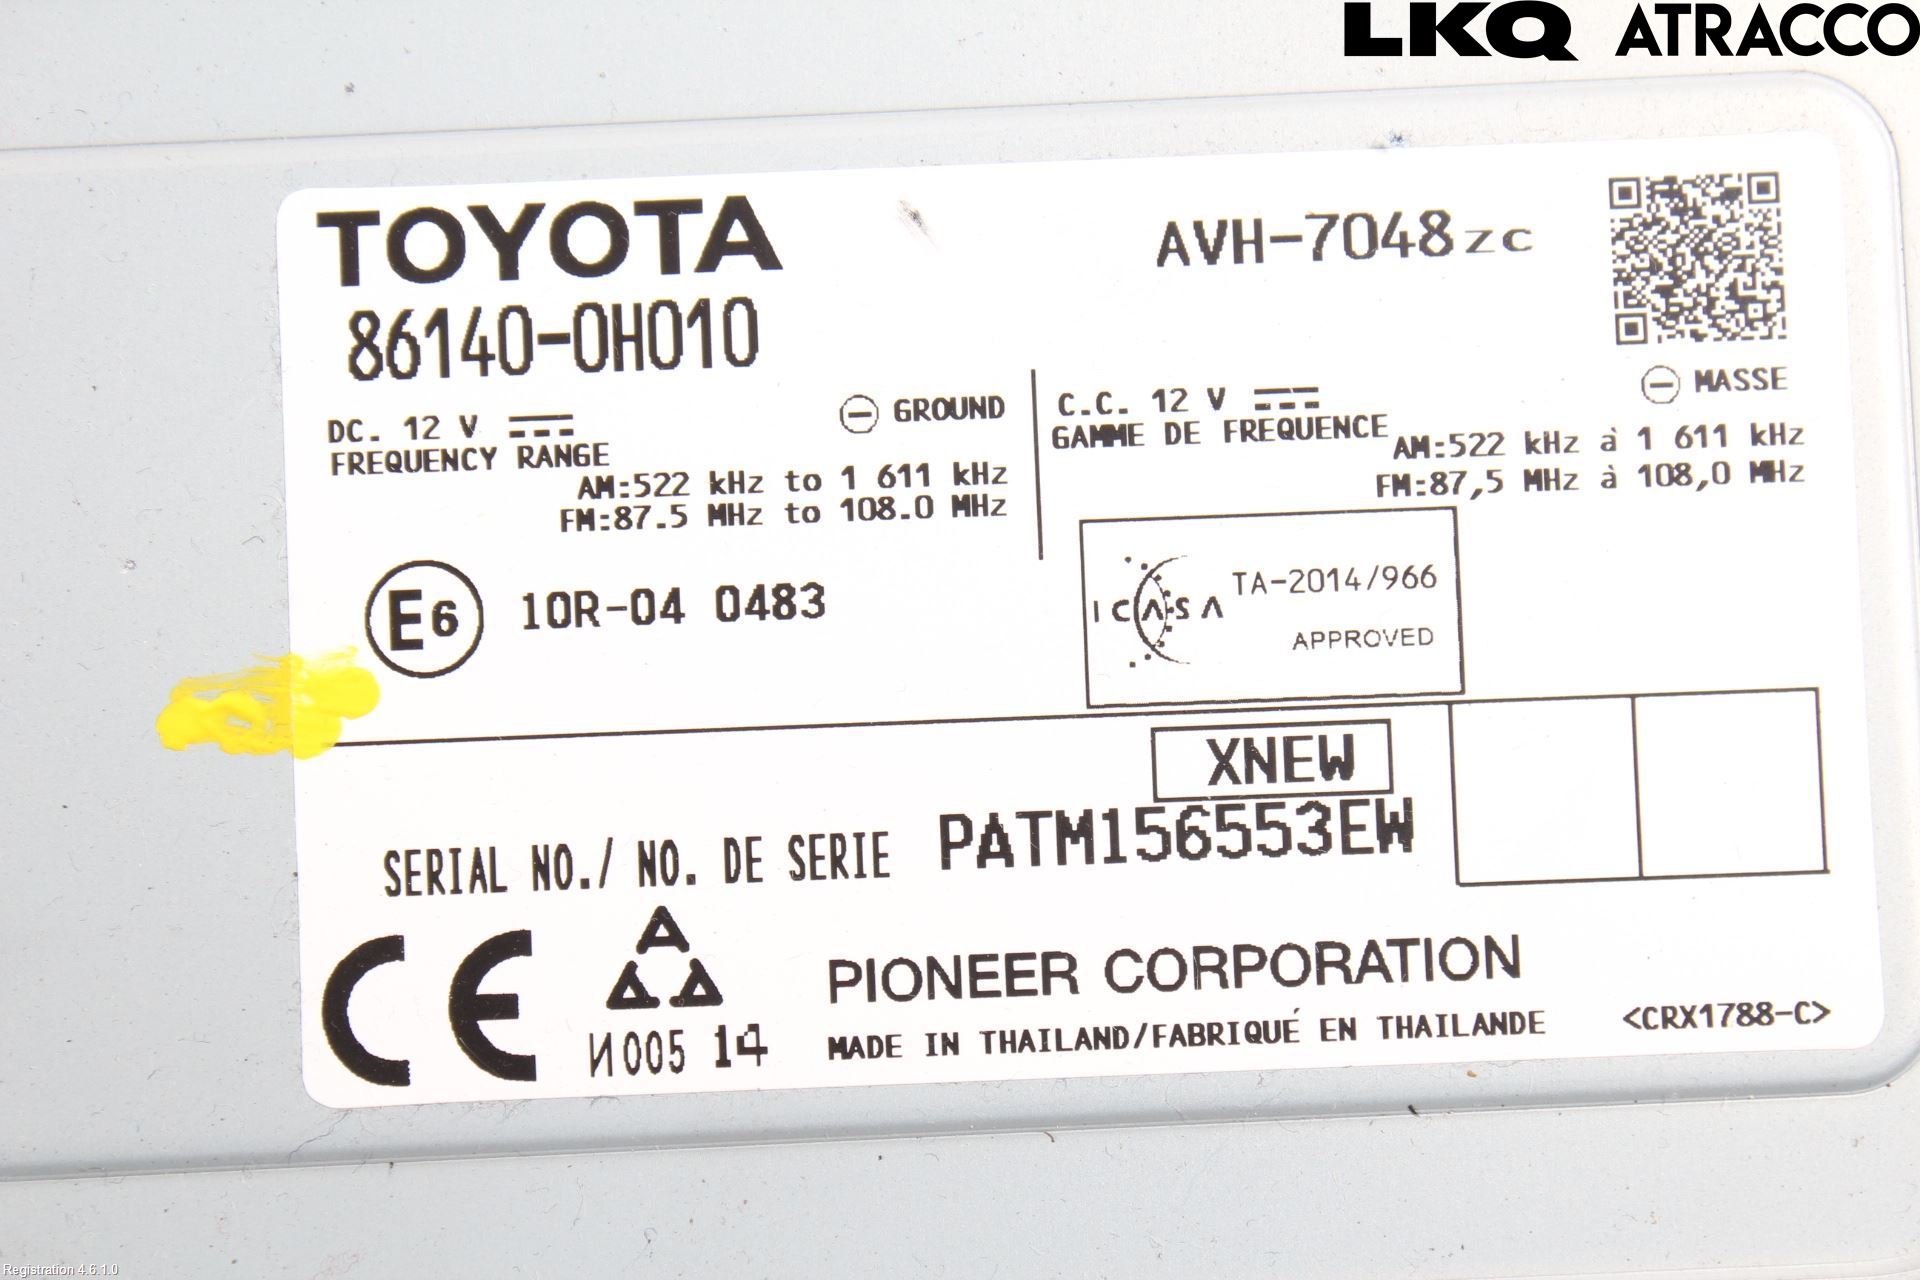 LKQ ATRACCO
TOYOTA
AVH-7048zc
86140-0H010
DC. 12 V
GROUND
FREQUENCY RANGE
AM:522 kHz to 1 611 kHz
FM:87.5 MHz to 108.0 MHz
C.C. 12 V
MASSE
GAMME DE FREQUENCE
AM:522 kHz à 1 611 kHz
FM:87,5 MHz à 108,0 MHz
E6 10R-04 0483
ICASA TA-2014/966
APPROVED
XNEW
SERIAL NO./ NO. DE SERIE PATM156553EW
CE
И005 14
PIONEER CORPORATION
MADE IN THAILAND/FABRIQUÉ EN THAILANDE
<CRX1788-C>
Registration 4.6.1.0